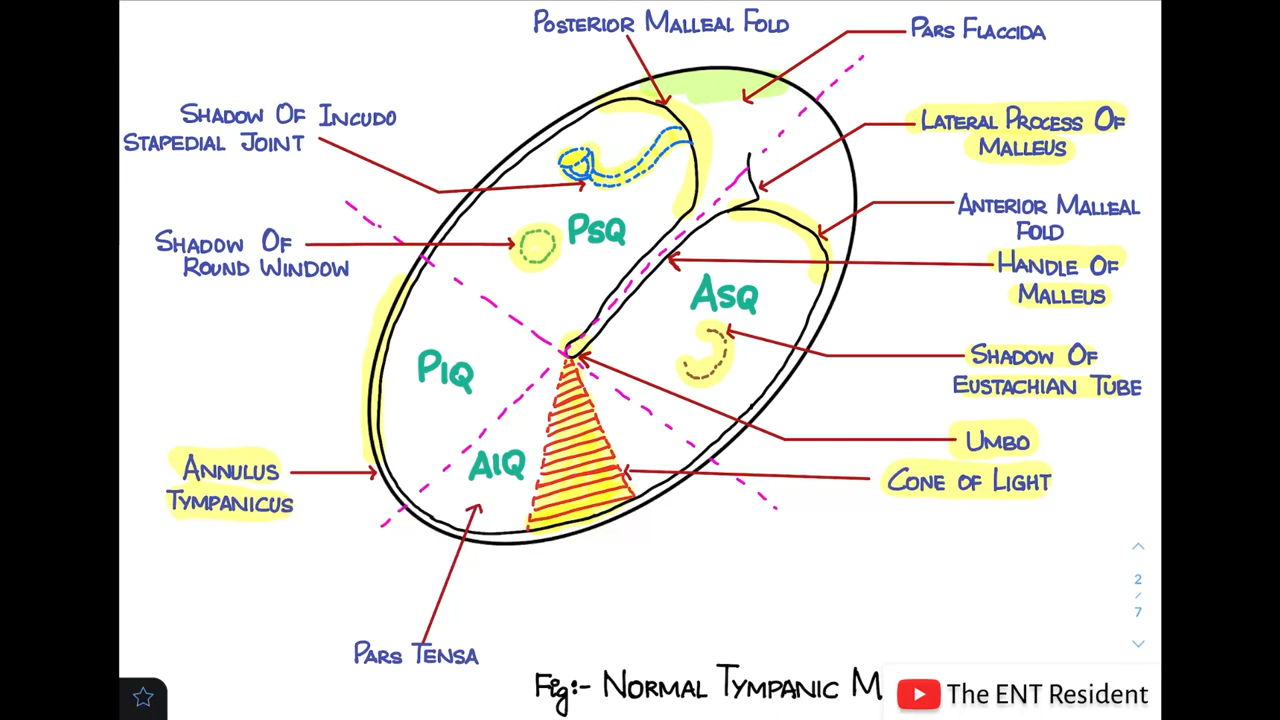 Posterior Malleal Fold
Pars Flaccida
Shadow Of Incudo
Stapedial Joint
Lateral Process Of
Malleus
Anterior Malleal
Fold
Shadow Of
Round Window
PsQ
Handle Of
Malleus
AsQ
Shadow Of
Eustachian Tube
PiQ
Umbo
AiQ
Cone of Light
Annulus
Tympanicus
2
/
7
Pars Tensa
Fig:- Normal Tympanic M
The ENT Resident